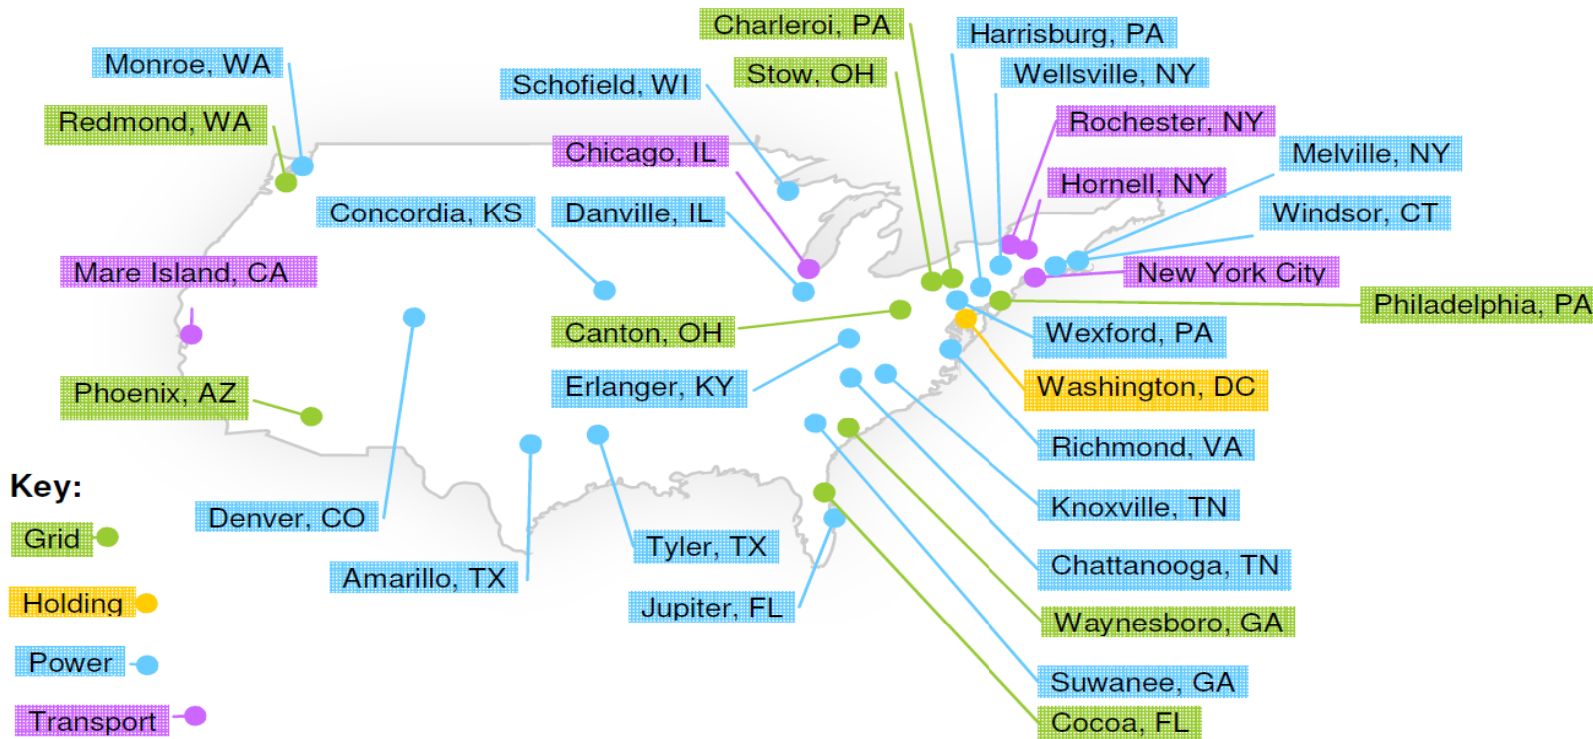 Charleroi, PA
Harrisburg, PA
Monroe, WA
Stow, OH
Wellsville, NY
Schofield, WI
Redmond, WA
Rochester, NY
Chicago, IL
Melville, NY
Hornell, NY
Concordia, KS
Danville, IL
Windsor, CT
Mare Island, CA
New York City
Philadelphia, PA
Canton, OH
Wexford, PA
Phoenix, AZ
Erlanger, KY
Washington, DC
Richmond, VA
Key:
Grid
Holding
Power
Transport
Denver, CO
Amarillo, TX
Tyler, TX
Jupiter, FL
Knoxville, TN
Chattanooga, TN
Waynesboro, GA
Suwanee, GA
Cocoa, FL